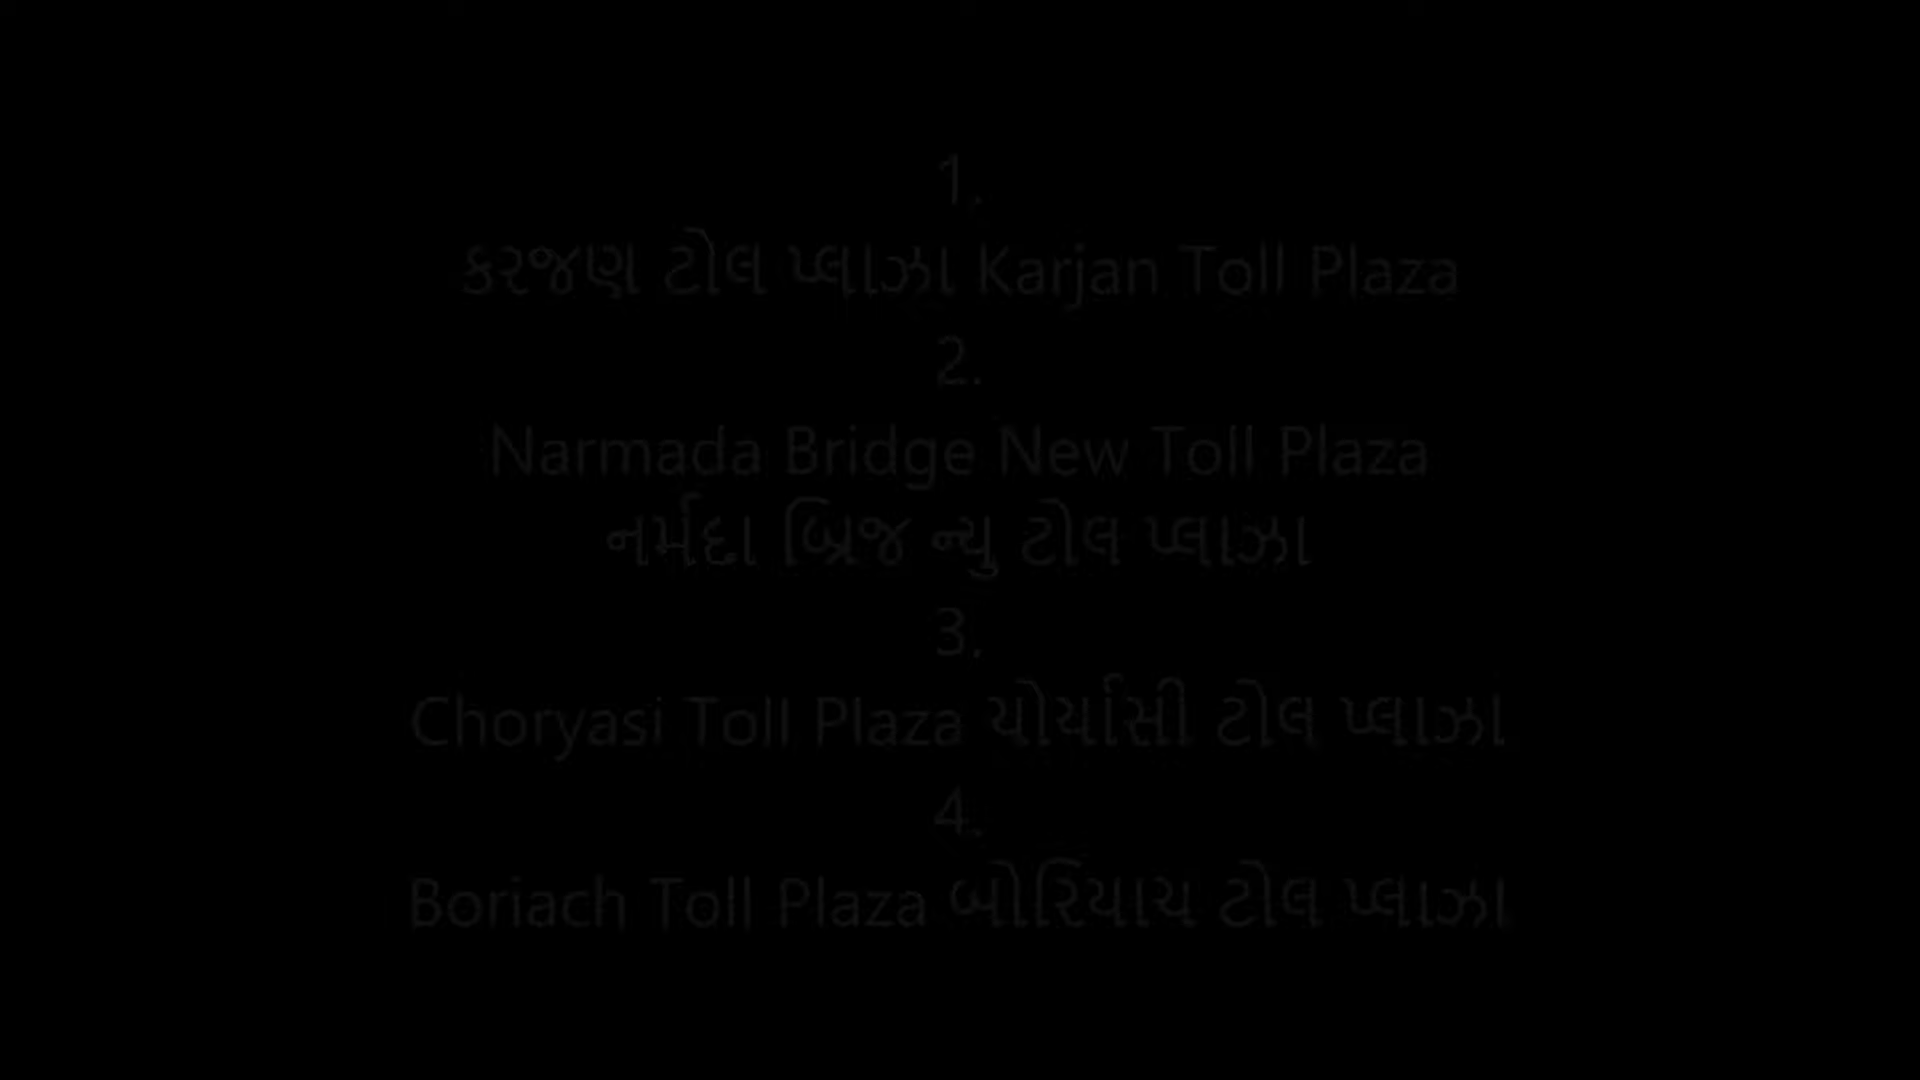 1.
કરજણ ટોલ પ્લાઝા Karjan Toll Plaza
2.
Narmada Bridge New Toll Plaza
નર્મદા બ્રિજ ન્યુ ટોલ પ્લાઝા
3.
Choryasi Toll Plaza ચોર્યાસી ટોલ પ્લાઝા
4.
Boriach Toll Plaza બોરિયાચ ટોલ પ્લાઝા